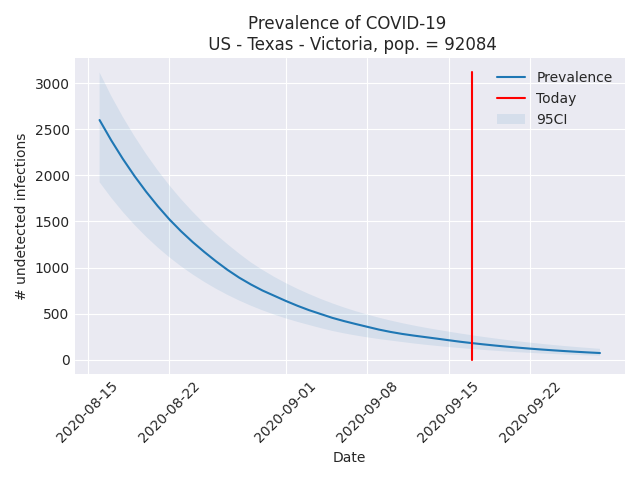 Prevalence of COVID-19
US - Texas - Victoria, pop. = 92084
Prevalence
Today
95CI
# undetected infections
3000
2500
2000
1500
1000
500
0
2020-08-15
2020-08-22
2020-09-01
2020-09-08
2020-09-15
2020-09-22
Date